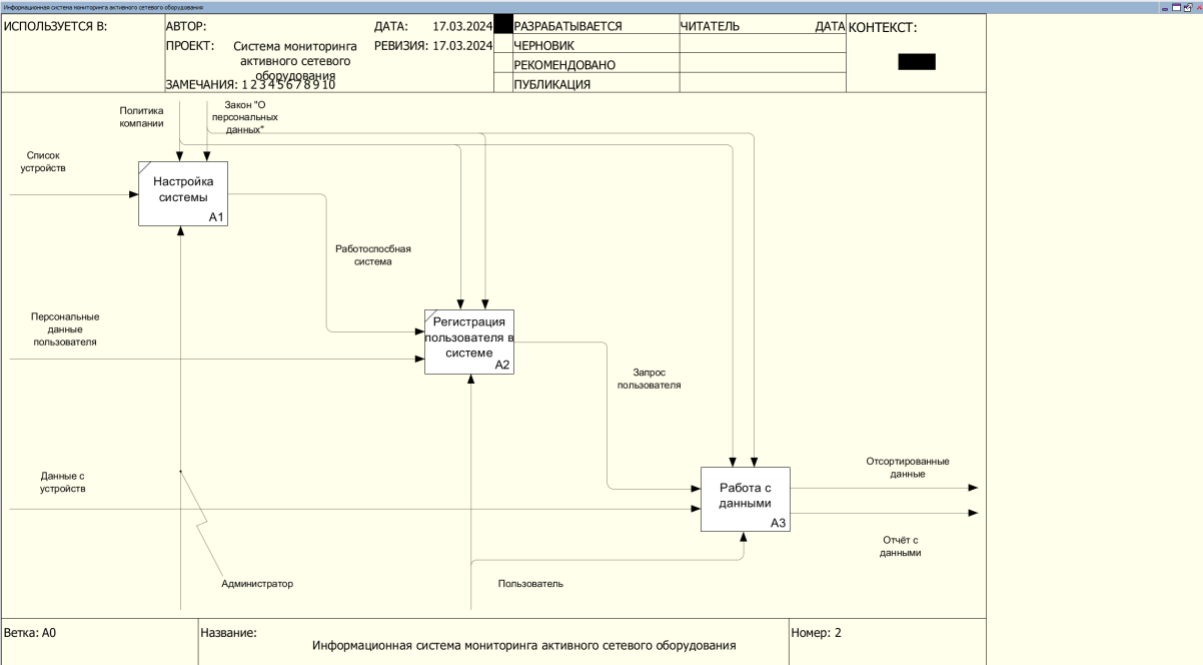 Информационная система мониторинга активного сетевого оборудования
ИСПОЛЬЗУЕТСЯ В:
АВТОР:
ДАТА: 17.03.2024
РАЗРАБАТЫВАЕТСЯ
ЧИТАТЕЛЬ
ДАТА
КОНТЕКСТ:
ПРОЕКТ: Система мониторинга
активного сетевого
оборудования
РЕВИЗИЯ: 17.03.2024
ЧЕРНОВИК
РЕКОМЕНДОВАНО
ЗАМЕЧАНИЯ: 1 2 3 4 5 6 7 8 9 10
ПУБЛИКАЦИЯ
Политика
компании
Закон "О
персональных
данных"
Список
устройств
Настройка
системы
A1
Работоспосбная
система
Персональные
данные
пользователя
Регистрация
пользователя в
системе
A2
Запрос
пользователя
Данные с
устройств
Работа с
данными
A3
Отсортированные
данные
Отчёт с
данными
Администратор
Пользователь
Ветка: A0
Название:
Информационная система мониторинга активного сетевого оборудования
Номер: 2